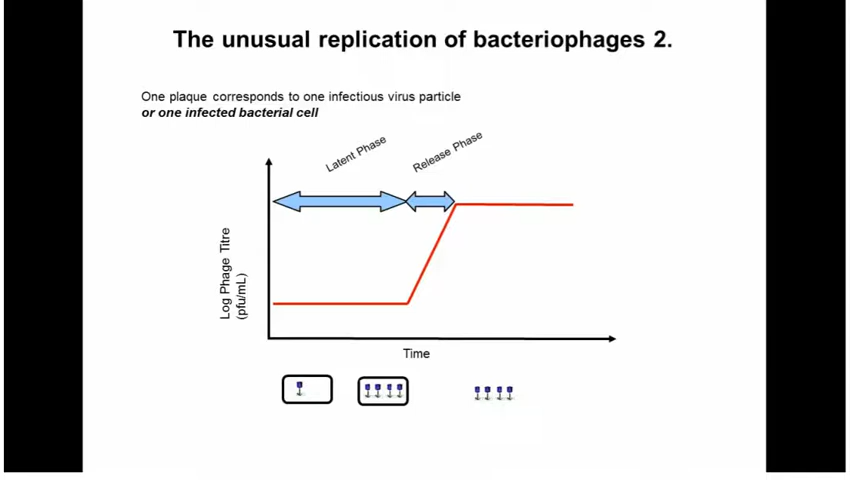 The unusual replication of bacteriophages 2.
One plaque corresponds to one infectious virus particle
or one infected bacterial cell
Latent Phase
Release Phase
Log Phage Titre
(pfu/mL)
Time